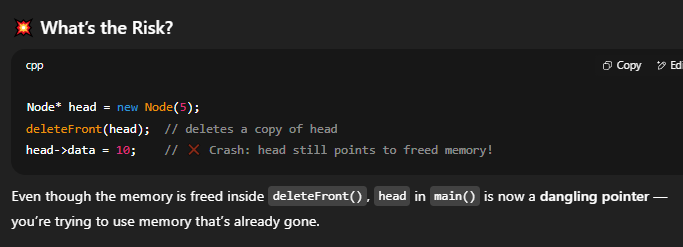 💥 What’s the Risk?
cpp
Copy
Edi
Node* head = new Node(5);
deleteFront(head); // deletes a copy of head
head->data = 10; // ❌ Crash: head still points to freed memory!
Even though the memory is freed inside deleteFront(), head in main() is now a dangling pointer —
you’re trying to use memory that’s already gone.